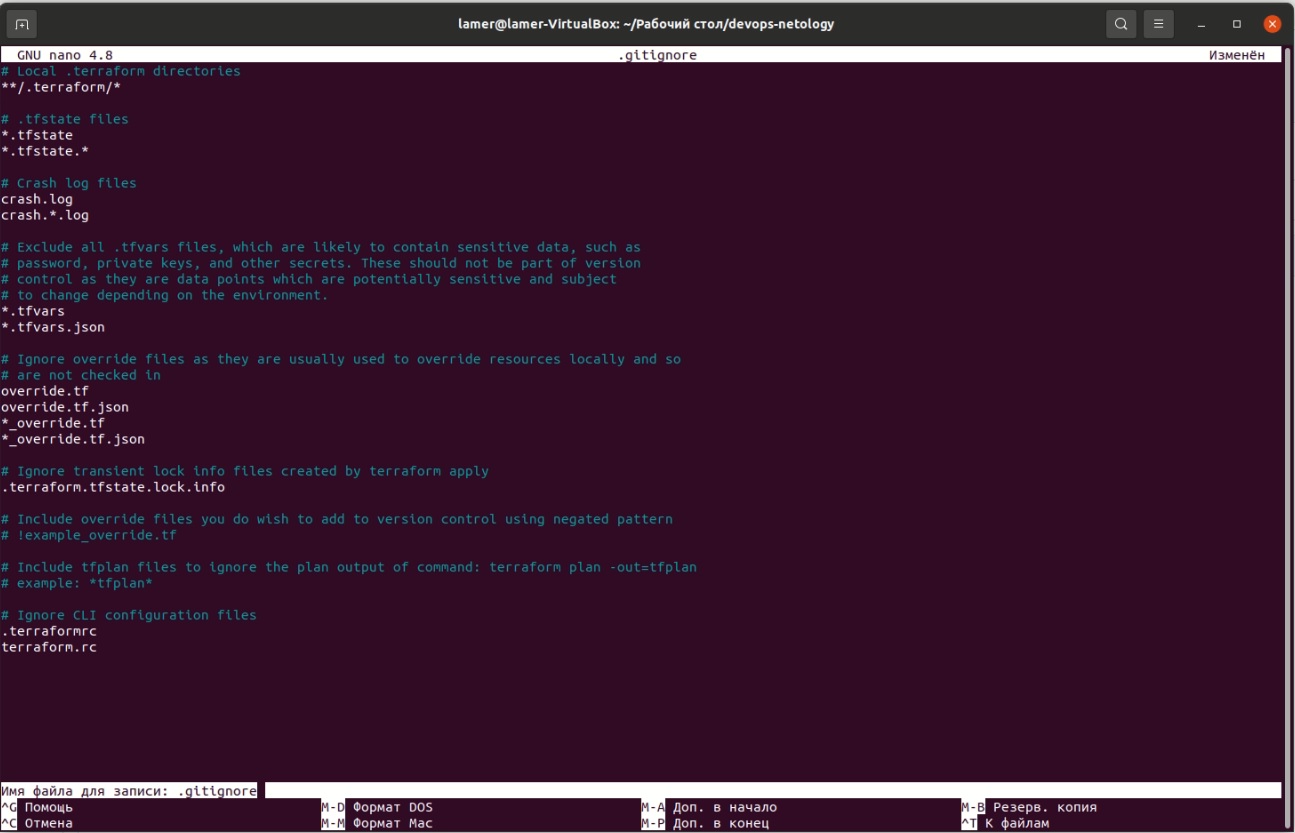 lamer@lamer-VirtualBox: ~/Рабочий стол/devops-netology
GNU nano 4.8 .gitignore Изменён
# Local .terraform directories
**/.terraform/*
# .tfstate files
*.tfstate
*.tfstate.*
# Crash log files
crash.log
crash.*.log
# Exclude all .tfvars files, which are likely to contain sensitive data, such as
# password, private keys, and other secrets. These should not be part of version
# control as they are data points which are potentially sensitive and subject
# to change depending on the environment.
*.tfvars
*.tfvars.json
# Ignore override files as they are usually used to override resources locally and so
# are not checked in
override.tf
override.tf.json
*_override.tf
*_override.tf.json
# Ignore transient lock info files created by terraform apply
.terraform.tfstate.lock.info
# Include override files you do wish to add to version control using negated pattern
# !example_override.tf
# Include tfplan files to ignore the plan output of command: terraform plan -out=tfplan
# example: *tfplan*
# Ignore CLI configuration files
.terraformrc
terraform.rc
Имя файла для записи: .gitignore
^G Помощь M-D Формат DOS M-A Доп. в начало M-B Резерв. копия
^C Отмена M-M Формат Mac M-P Доп. в конец ^T К файлам